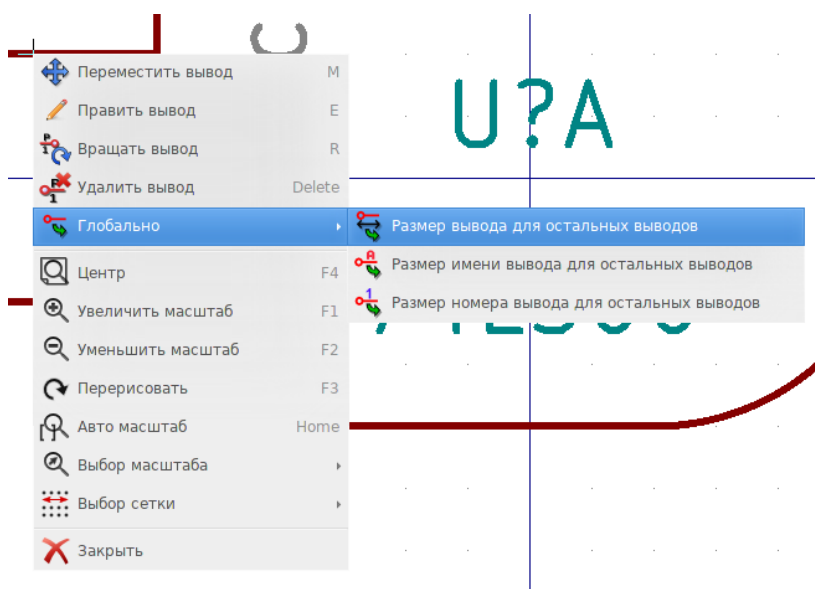 C
U?A
Переместить вывод M
Править вывод E
Вращать вывод R
Удалить вывод Delete
Глобально
Размер вывода для остальных выводов
Размер имени вывода для остальных выводов
Размер номера вывода для остальных выводов
Центр F4
Увеличить масштаб F1
Уменьшить масштаб F2
Перерисовать F3
Авто масштаб Home
Выбор масштаба
Выбор сетки
Закрыть